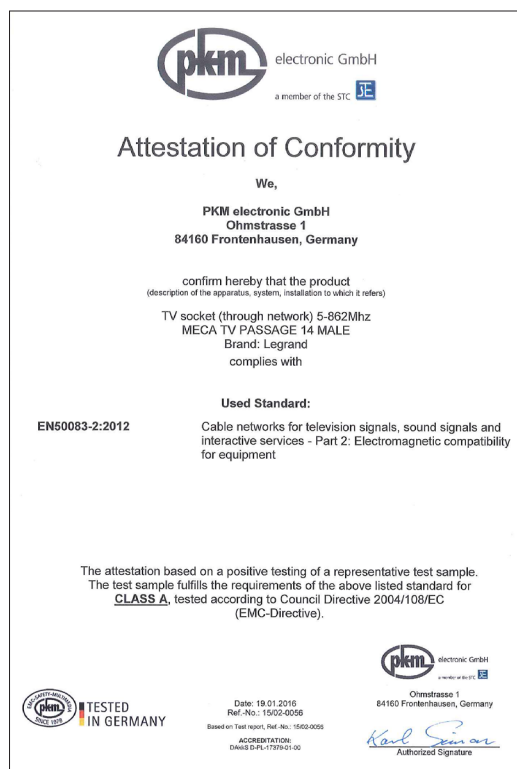 pkm electronic GmbH
a member of the STC
Attestation of Conformity
We,
PKM electronic GmbH
Ohmstrasse 1
84160 Frontenhausen, Germany
confirm hereby that the product
(description of the apparatus, system, installation to which it refers)
TV socket (through network) 5-862Mhz
MECA TV PASSAGE 14 MALE
Brand: Legrand
complies with
Used Standard:
EN50083-2:2012
Cable networks for television signals, sound signals and
interactive services - Part 2: Electromagnetic compatibility
for equipment
The attestation based on a positive testing of a representative test sample.
The test sample fulfills the requirements of the above listed standard for
CLASS A, tested according to Council Directive 2004/108/EC
(EMC-Directive).
pkm electronic GmbH
a member of the STC
Ohmstrasse 1
84160 Frontenhausen, Germany
pkm
SINCE 1978
TESTED
IN GERMANY
Date: 19.01.2016
Ref.-No.: 15/02-0056
Based on Test report, Ref.-No.: 15/02-0056
ACCREDITATION:
DAkkS D-PL-17379-01-00
Authorized Signature